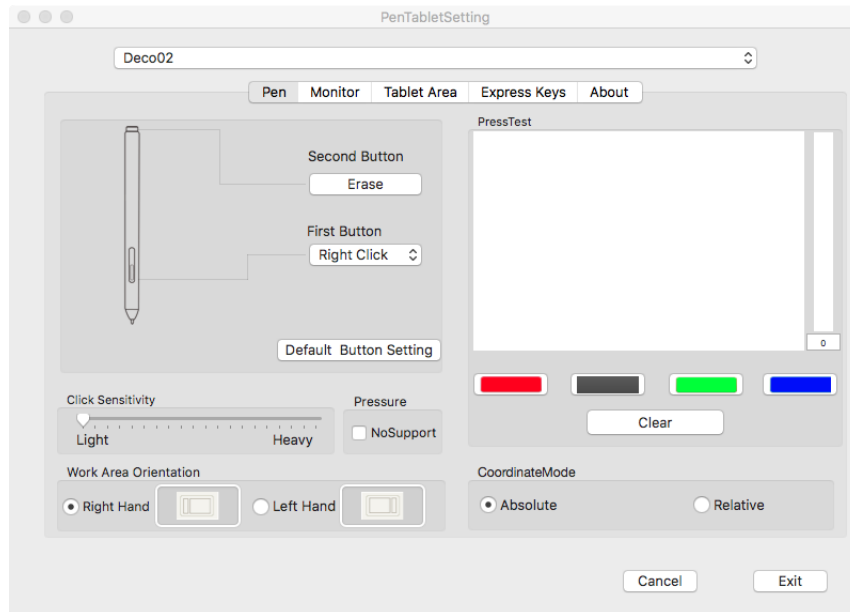 PenTabletSetting
Deco02
Pen Monitor Tablet Area Express Keys About
Second Button
Erase
First Button
Right Click
Default Button Setting
PressTest
0
Clear
Click Sensitivity
Light Heavy
Pressure
NoSupport
Work Area Orientation
Right Hand Left Hand
CoordinateMode
Absolute Relative
Cancel Exit